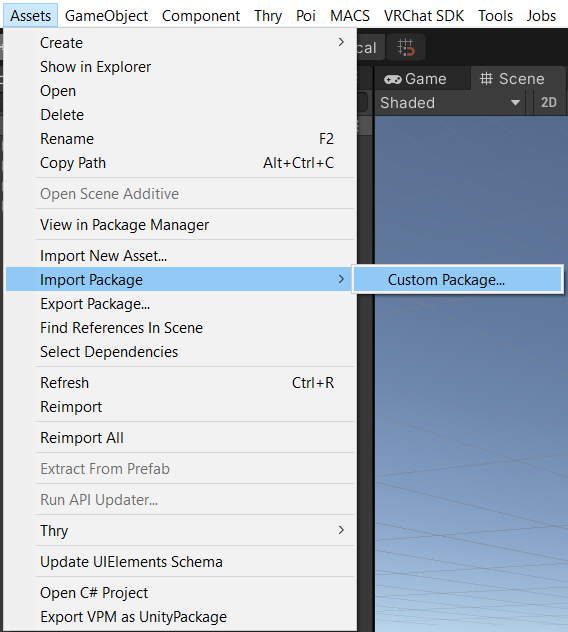 Assets GameObject Component Thry Poi MACS VRChat SDK Tools Jobs
Create
cal
Show in Explorer
Game Scene
Open
Shaded 2D
Delete
Rename F2
Copy Path Alt+Ctrl+C
Open Scene Additive
View in Package Manager
Import New Asset...
Import Package Custom Package...
Export Package...
Find References In Scene
Select Dependencies
Refresh Ctrl+R
Reimport
Reimport All
Extract From Prefab
Run API Updater...
Thry
Update UIElements Schema
Open C# Project
Export VPM as UnityPackage